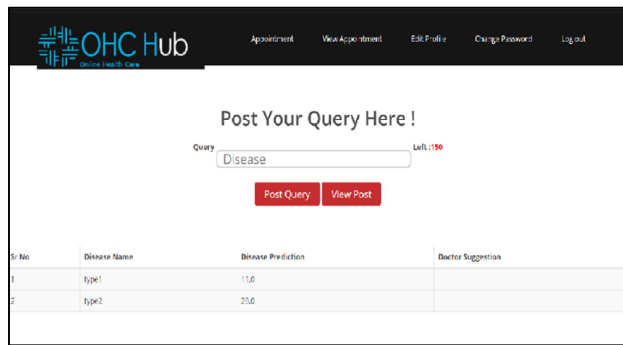 OHC Hub
Online Health Care
Appointment View Appointment Edit Profile Change Password Log out
Post Your Query Here !
Query Disease Left :150
Post Query View Post
Sr No Disease Name Disease Prediction Doctor Suggestion
1 type1 11.0
2 type2 20.0